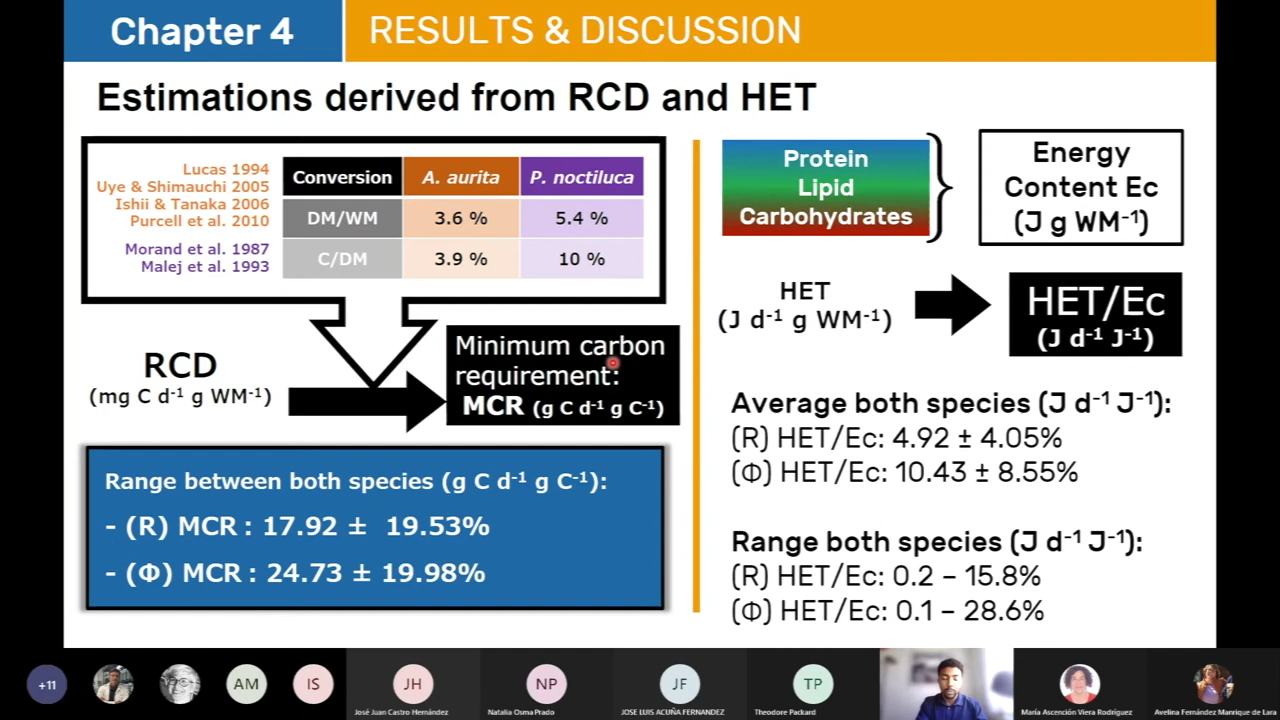 Chapter 4
RESULTS & DISCUSSION
Estimations derived from RCD and HET
Lucas 1994
Uye & Shimauchi 2005
Ishii & Tanaka 2006
Purcell et al. 2010
Morand et al. 1987
Malej et al. 1993
Conversion A. aurita P. noctiluca
DM/WM 3.6 % 5.4 %
C/DM 3.9 % 10 %
RCD
(mg C d⁻¹ g WM⁻¹)
Minimum carbon
requirement:
MCR (g C d⁻¹ g C⁻¹)
Range between both species (g C d⁻¹ g C⁻¹):
- (R) MCR : 17.92 ± 19.53%
- (Φ) MCR : 24.73 ± 19.98%
Protein
Lipid
Carbohydrates
Energy
Content Ec
(J g WM⁻¹)
HET
(J d⁻¹ g WM⁻¹)
HET/Ec
(J d⁻¹ J⁻¹)
Average both species (J d⁻¹ J⁻¹):
(R) HET/Ec: 4.92 ± 4.05%
(Φ) HET/Ec: 10.43 ± 8.55%
Range both species (J d⁻¹ J⁻¹):
(R) HET/Ec: 0.2 – 15.8%
(Φ) HET/Ec: 0.1 – 28.6%
+11
AM
IS
JH
José Juan Castro Hernández
NP
Natalia Osma Prado
JF
JOSE LUIS ACUÑA FERNANDEZ
TP
Theodore Packard
María Ascención Viera Rodríguez
Avelina Fernández Manrique de Lara